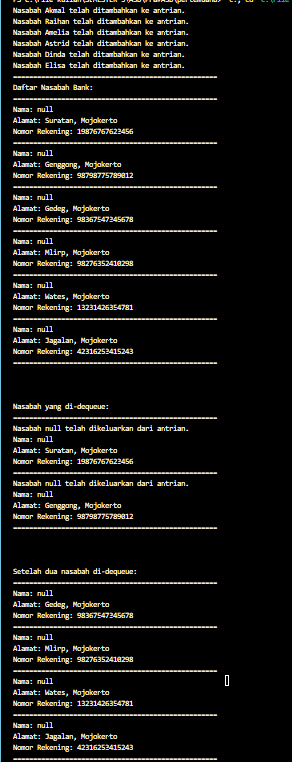 Nasabah Akmal telah ditambahkan ke antrian.
Nasabah Raihan telah ditambahkan ke antrian.
Nasabah Amelia telah ditambahkan ke antrian.
Nasabah Astrid telah ditambahkan ke antrian.
Nasabah Dinda telah ditambahkan ke antrian.
Nasabah Elisa telah ditambahkan ke antrian.
==================================================
Daftar Nasabah Bank:
==================================================
Nama: null
Alamat: Suratan, Mojokerto
Nomor Rekening: 19876767623456
==================================================
Nama: null
Alamat: Genggong, Mojokerto
Nomor Rekening: 98798775789012
==================================================
Nama: null
Alamat: Gedeg, Mojokerto
Nomor Rekening: 98367547345678
==================================================
Nama: null
Alamat: Mlirp, Mojokerto
Nomor Rekening: 98276352410298
==================================================
Nama: null
Alamat: Wates, Mojokerto
Nomor Rekening: 13231426354781
==================================================
Nama: null
Alamat: Jagalan, Mojokerto
Nomor Rekening: 42316253415243
==================================================
Nasabah yang di-dequeue:
==================================================
Nasabah null telah dikeluarkan dari antrian.
Nama: null
Alamat: Suratan, Mojokerto
Nomor Rekening: 19876767623456
==================================================
Nasabah null telah dikeluarkan dari antrian.
Nama: null
Alamat: Genggong, Mojokerto
Nomor Rekening: 98798775789012
==================================================
Setelah dua nasabah di-dequeue:
==================================================
Nama: null
Alamat: Gedeg, Mojokerto
Nomor Rekening: 98367547345678
==================================================
Nama: null
Alamat: Mlirp, Mojokerto
Nomor Rekening: 98276352410298
==================================================
Nama: null
Alamat: Wates, Mojokerto
Nomor Rekening: 13231426354781
==================================================
Nama: null
Alamat: Jagalan, Mojokerto
Nomor Rekening: 42316253415243
==================================================